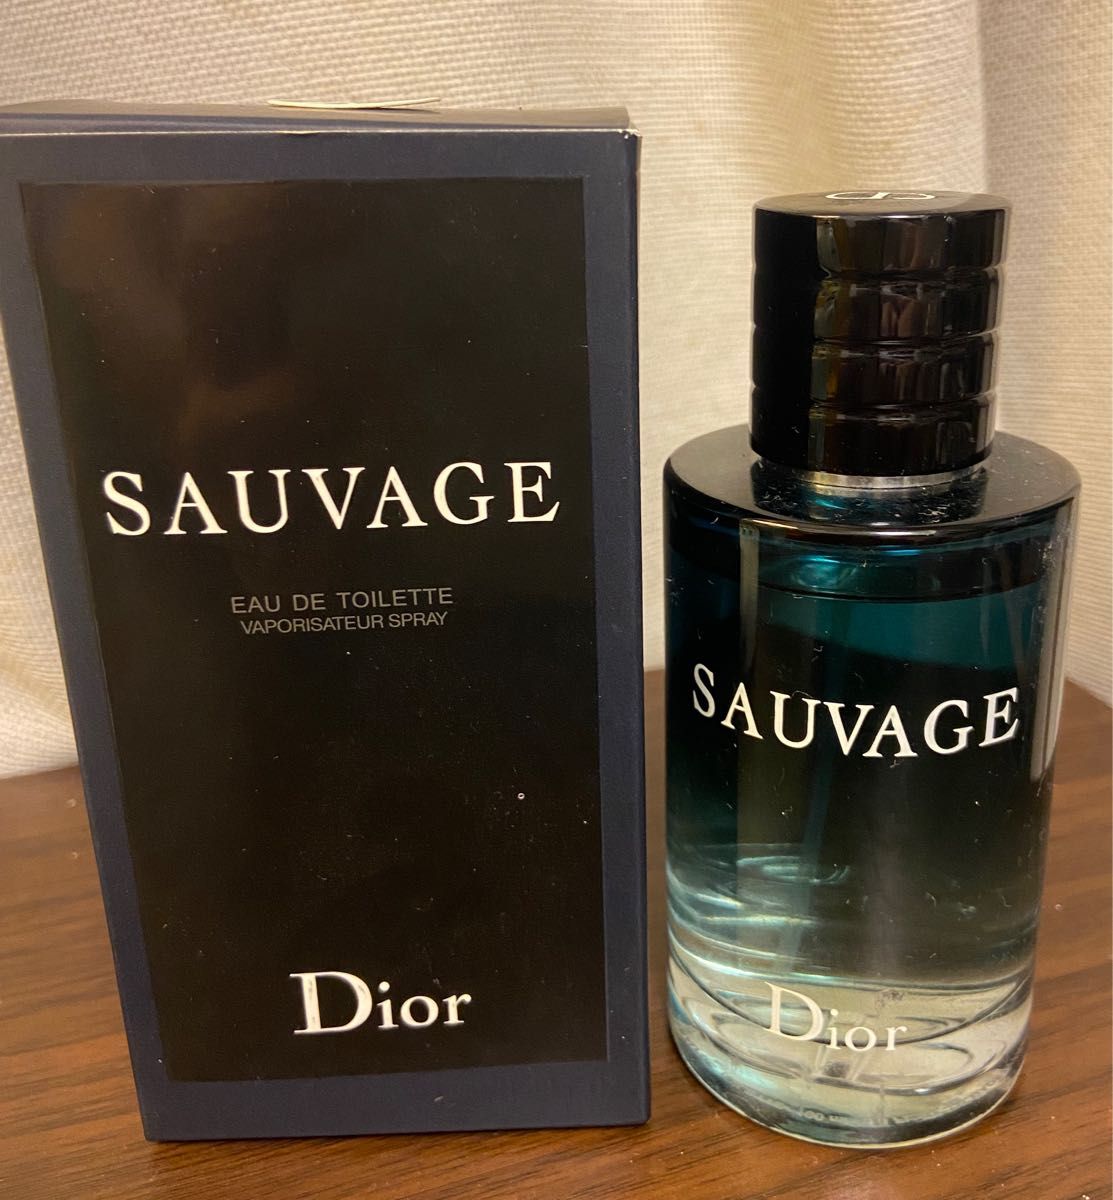 SAUVAGE
EAU DE TOILETTE
VAPORISATEUR SPRAY
Dior
SAUVAGE
Dior